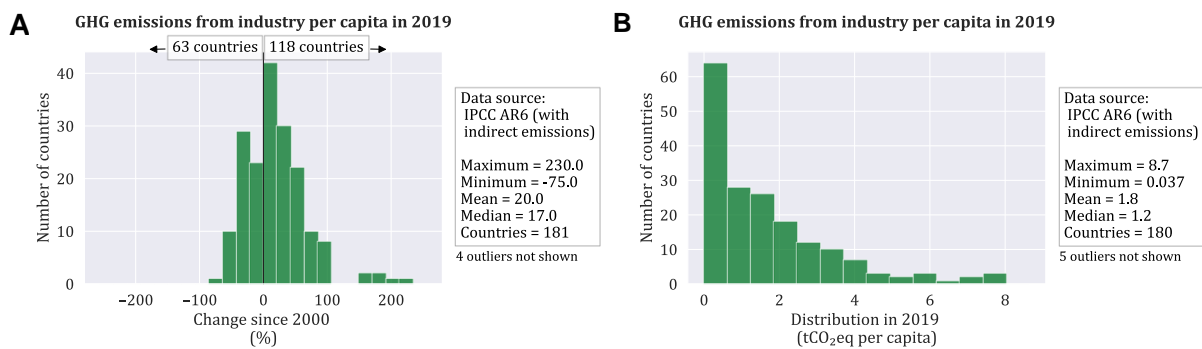 A
GHG emissions from industry per capita in 2019
63 countries
118 countries
Number of countries
40
30
20
10
0
−200
−100
0
100
200
Change since 2000
(%)
Data source:
IPCC AR6 (with
indirect emissions)
Maximum = 230.0
Minimum = -75.0
Mean = 20.0
Median = 17.0
Countries = 181
4 outliers not shown
B
GHG emissions from industry per capita in 2019
Number of countries
60
50
40
30
20
10
0
0
2
4
6
8
Distribution in 2019
(tCO₂eq per capita)
Data source:
IPCC AR6 (with
indirect emissions)
Maximum = 8.7
Minimum = 0.037
Mean = 1.8
Median = 1.2
Countries = 180
5 outliers not shown